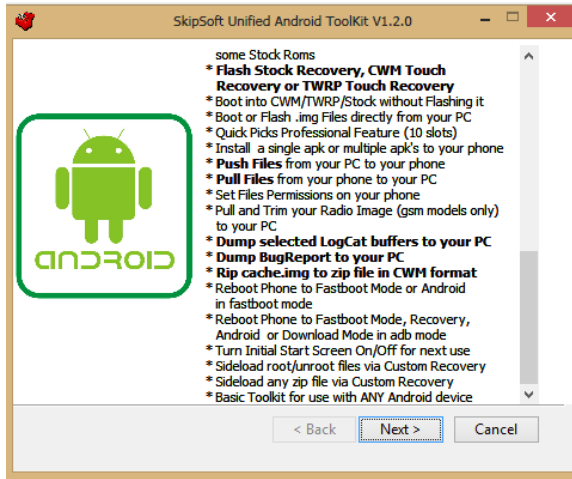 SkipSoft Unified Android ToolKit V1.2.0
some Stock Roms
* Flash Stock Recovery, CWM Touch
Recovery or TWRP Touch Recovery
* Boot into CWM/TWRP/Stock without Flashing it
* Boot or Flash .img Files directly from your PC
* Quick Picks Professional Feature (10 slots)
* Install a single apk or multiple apk's to your phone
* Push Files from your PC to your phone
* Pull Files from your phone to your PC
* Set Files Permissions on your phone
* Pull and Trim your Radio Image (gsm models only)
to your PC
* Dump selected LogCat buffers to your PC
* Dump BugReport to your PC
* Rip cache.img to zip file in CWM format
* Reboot Phone to Fastboot Mode or Android
in fastboot mode
* Reboot Phone to Fastboot Mode, Recovery,
Android or Download Mode in adb mode
* Turn Initial Start Screen On/Off for next use
* Sideload root/unroot files via Custom Recovery
* Sideload any zip file via Custom Recovery
* Basic Toolkit for use with ANY Android device
ANDROID
< Back Next > Cancel